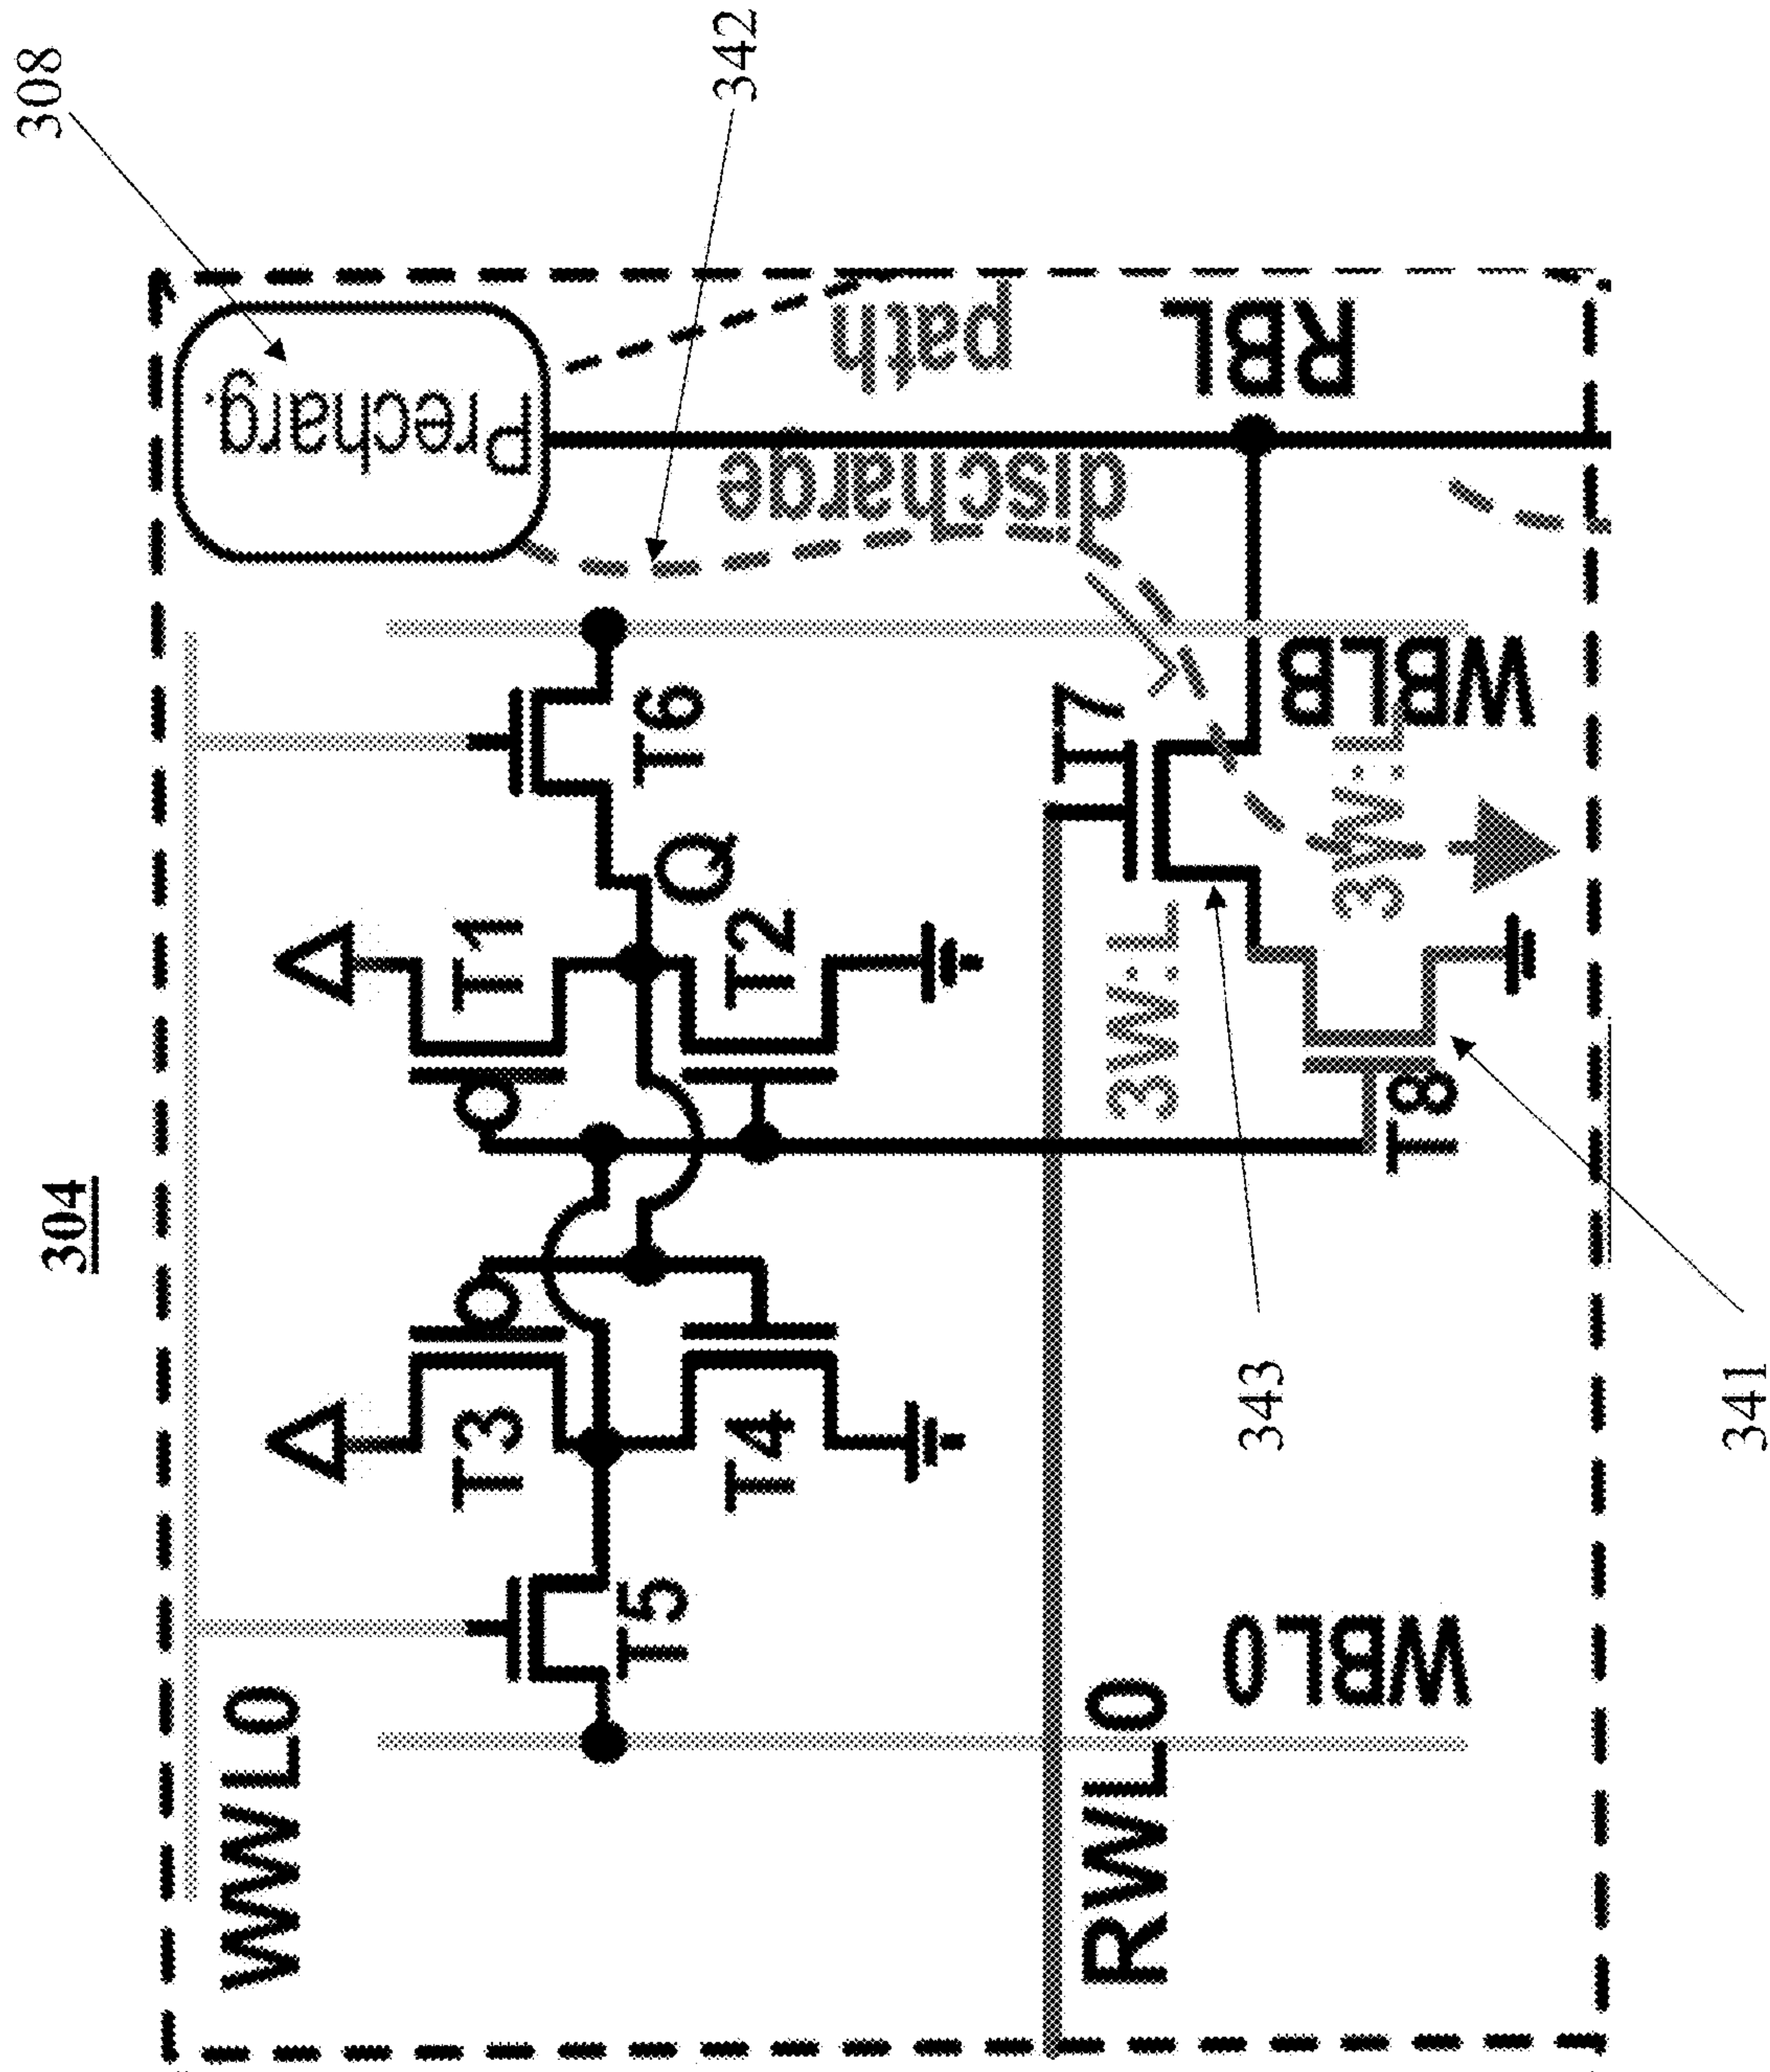 304
308
342
343
341
WWL0
RWL0
WBL0
WBLB
RBL
Precharg.
discharge
path
T1
T2
T3
T4
T5
T6
T7
T8
Q
3W:L
3W:L